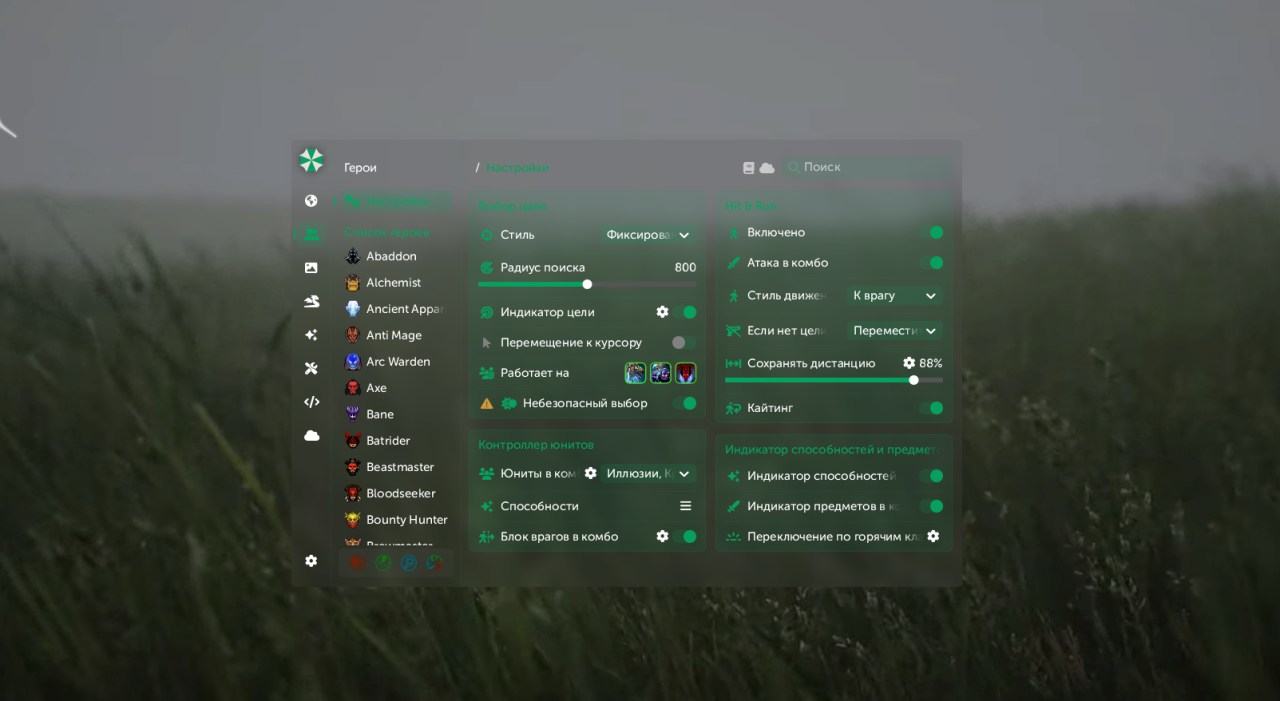 Герои
/ Настройки
Поиск
Настройки
Список героев
Abaddon
Alchemist
Ancient Appar
Anti Mage
Arc Warden
Axe
Bane
Batrider
Beastmaster
Bloodseeker
Bounty Hunter
Brewmaster
Выбор цели
Стиль Фиксирова
Радиус поиска 800
Индикатор цели
Перемещение к курсору
Работает на
Небезопасный выбор
Контроллер юнитов
Юниты в ком Иллюзии, К
Способности
Блок врагов в комбо
Hit & Run
Включено
Атака в комбо
Стиль движен К врагу
Если нет цели Перемести
Сохранять дистанцию 88%
Кайтинг
Индикатор способностей и предмет
Индикатор способностей
Индикатор предметов в к
Переключение по горячим кла